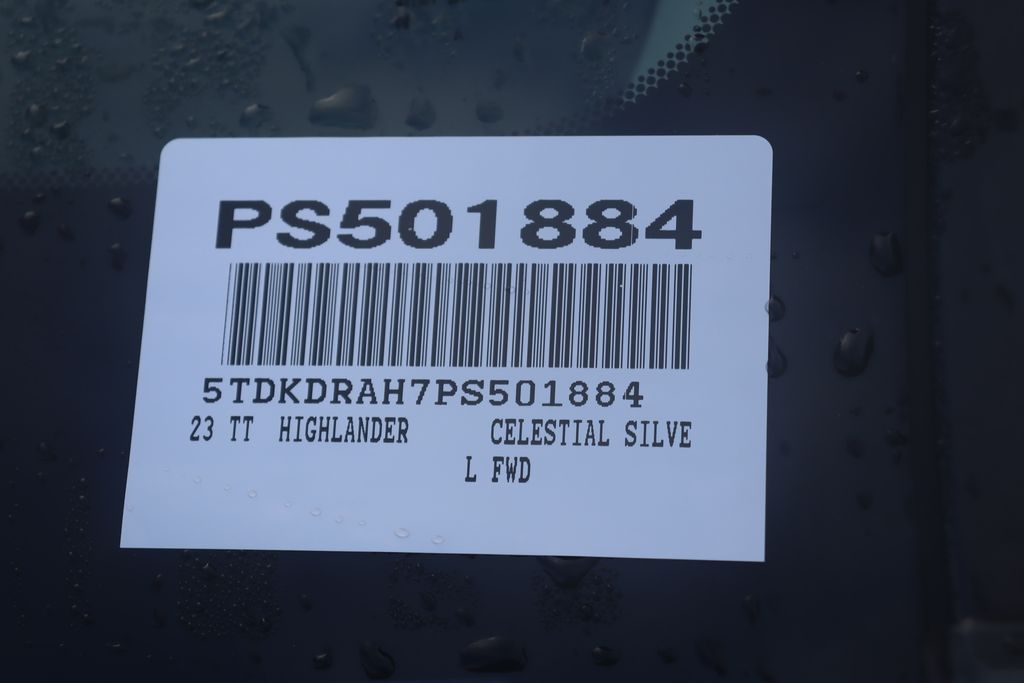 PS501884
5TDKDRAH7PS501884
23 TT HIGHLANDER CELESTIAL SILVE
L FWD